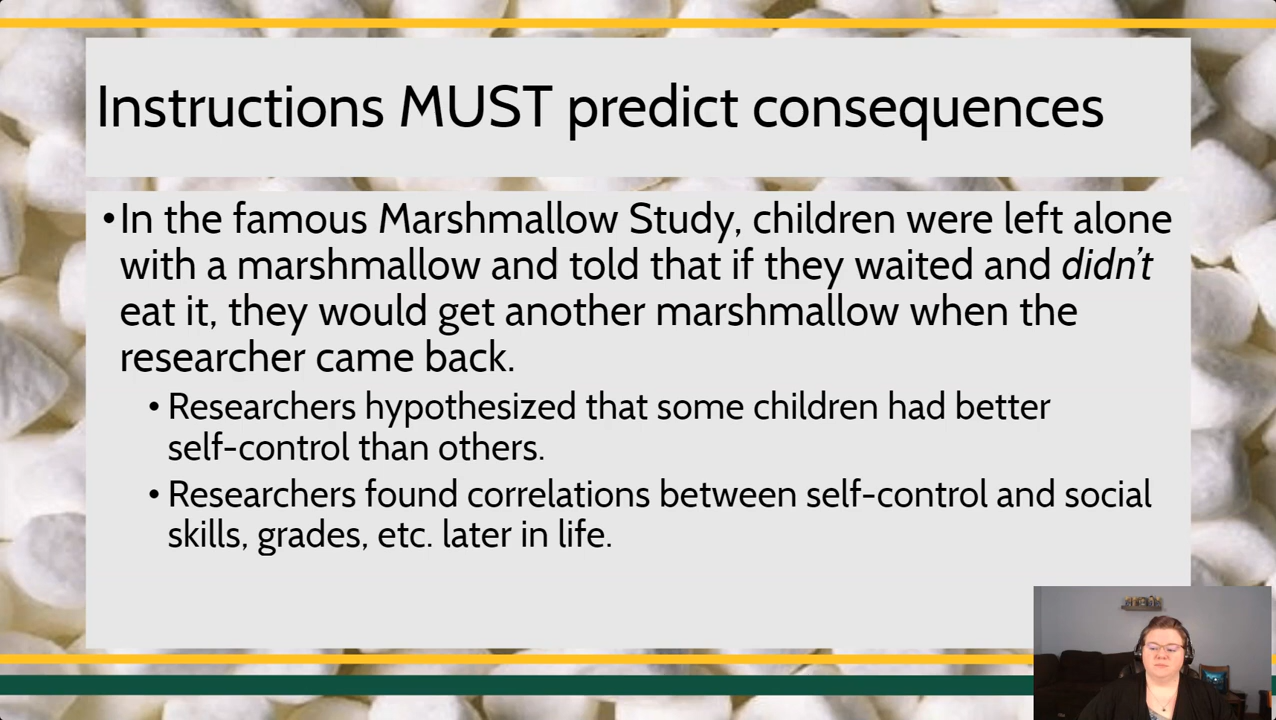 Instructions MUST predict consequences
•In the famous Marshmallow Study, children were left alone
with a marshmallow and told that if they waited and didn't
eat it, they would get another marshmallow when the
researcher came back.
• Researchers hypothesized that some children had better
self-control than others.
• Researchers found correlations between self-control and social
skills, grades, etc. later in life.